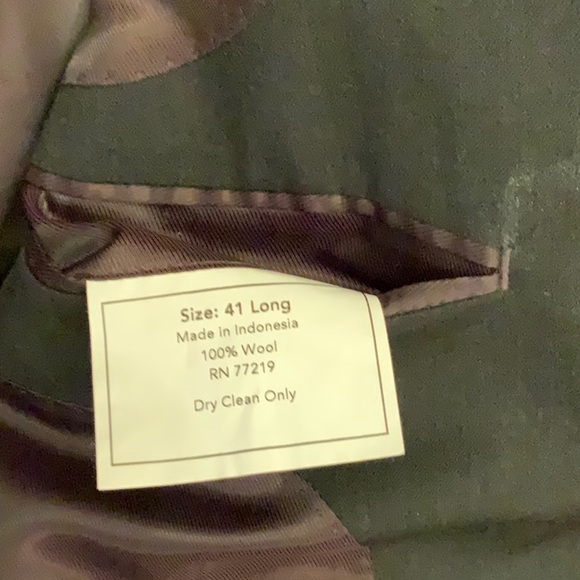 Size: 41 Long
Made in Indonesia
100% Wool
RN 77219
Dry Clean Only